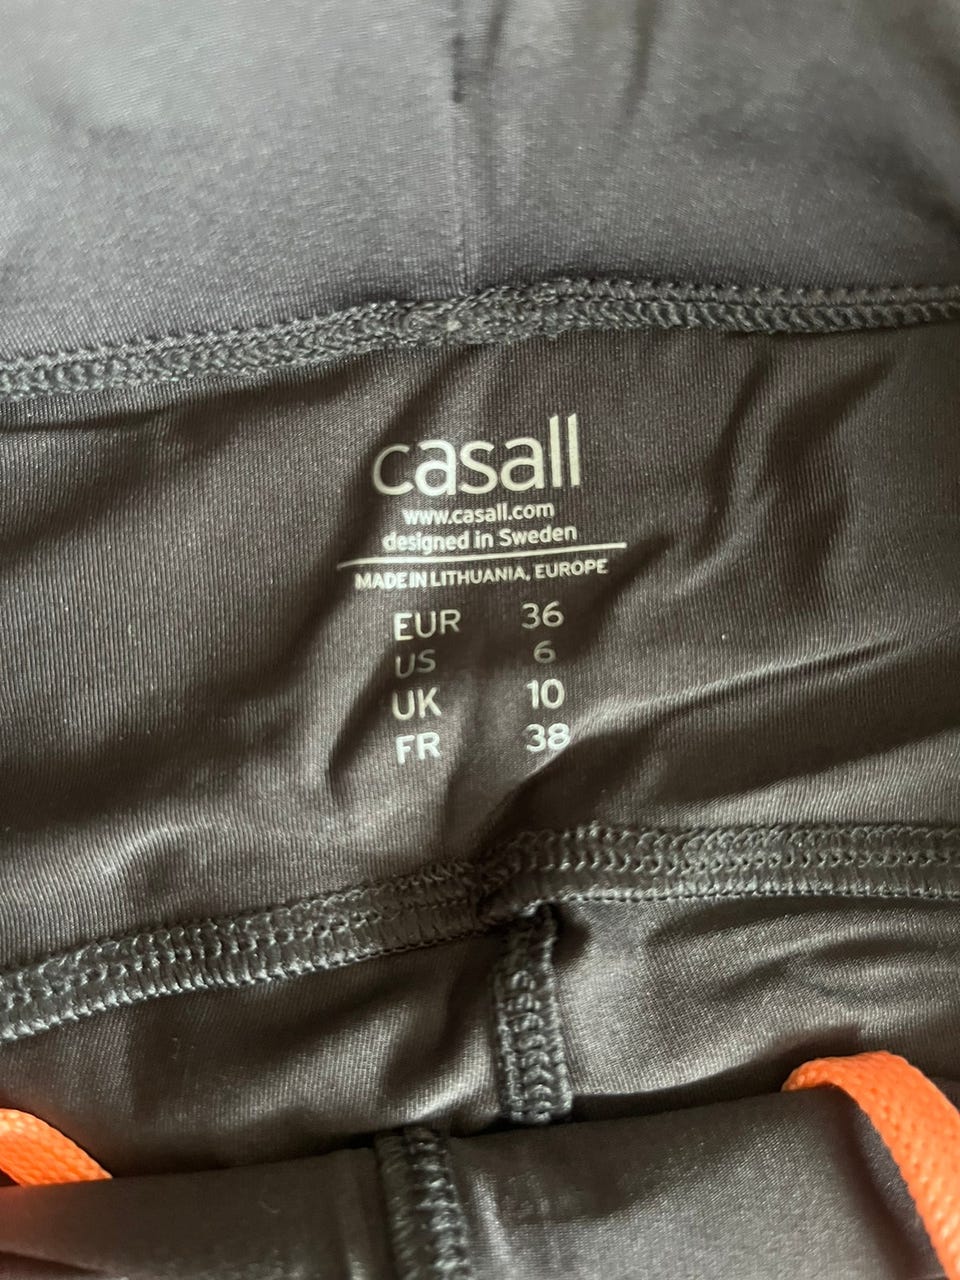 casall
www.casall.com
designed in Sweden
MADE IN LITHUANIA, EUROPE
EUR 36
US 6
UK 10
FR 38